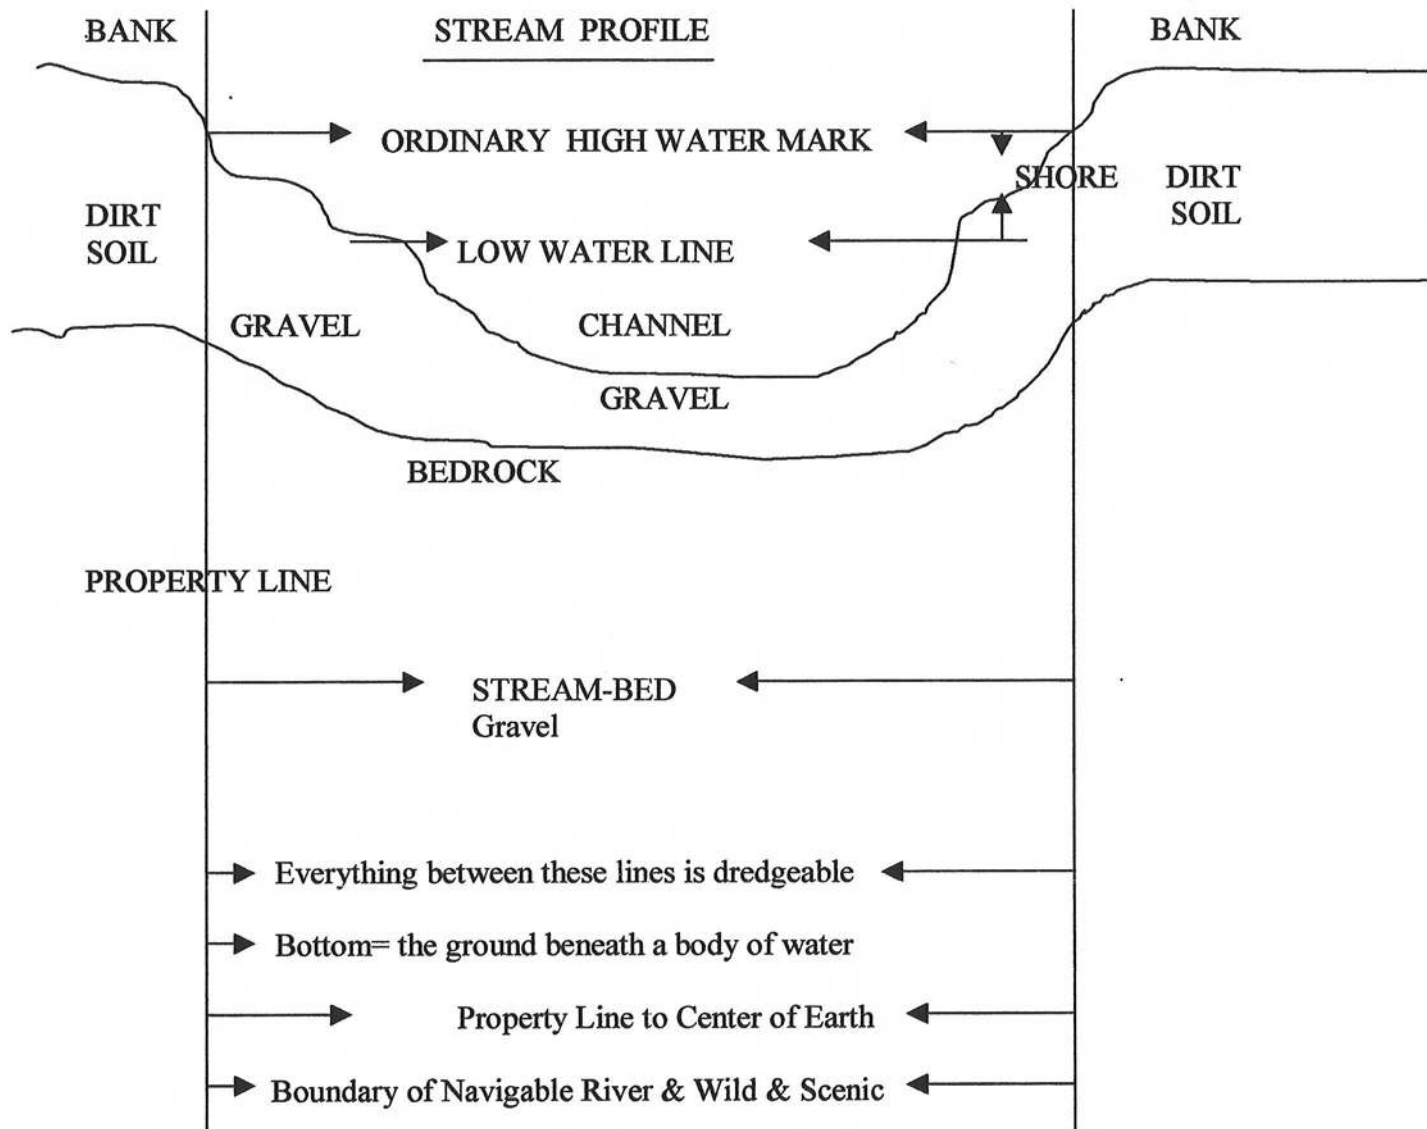 BANK
STREAM PROFILE
BANK
ORDINARY HIGH WATER MARK
SHORE
DIRT
SOIL
DIRT
SOIL
LOW WATER LINE
GRAVEL
CHANNEL
GRAVEL
BEDROCK
PROPERTY LINE
STREAM-BED
Gravel
Everything between these lines is dredgeable
Bottom= the ground beneath a body of water
Property Line to Center of Earth
Boundary of Navigable River & Wild & Scenic